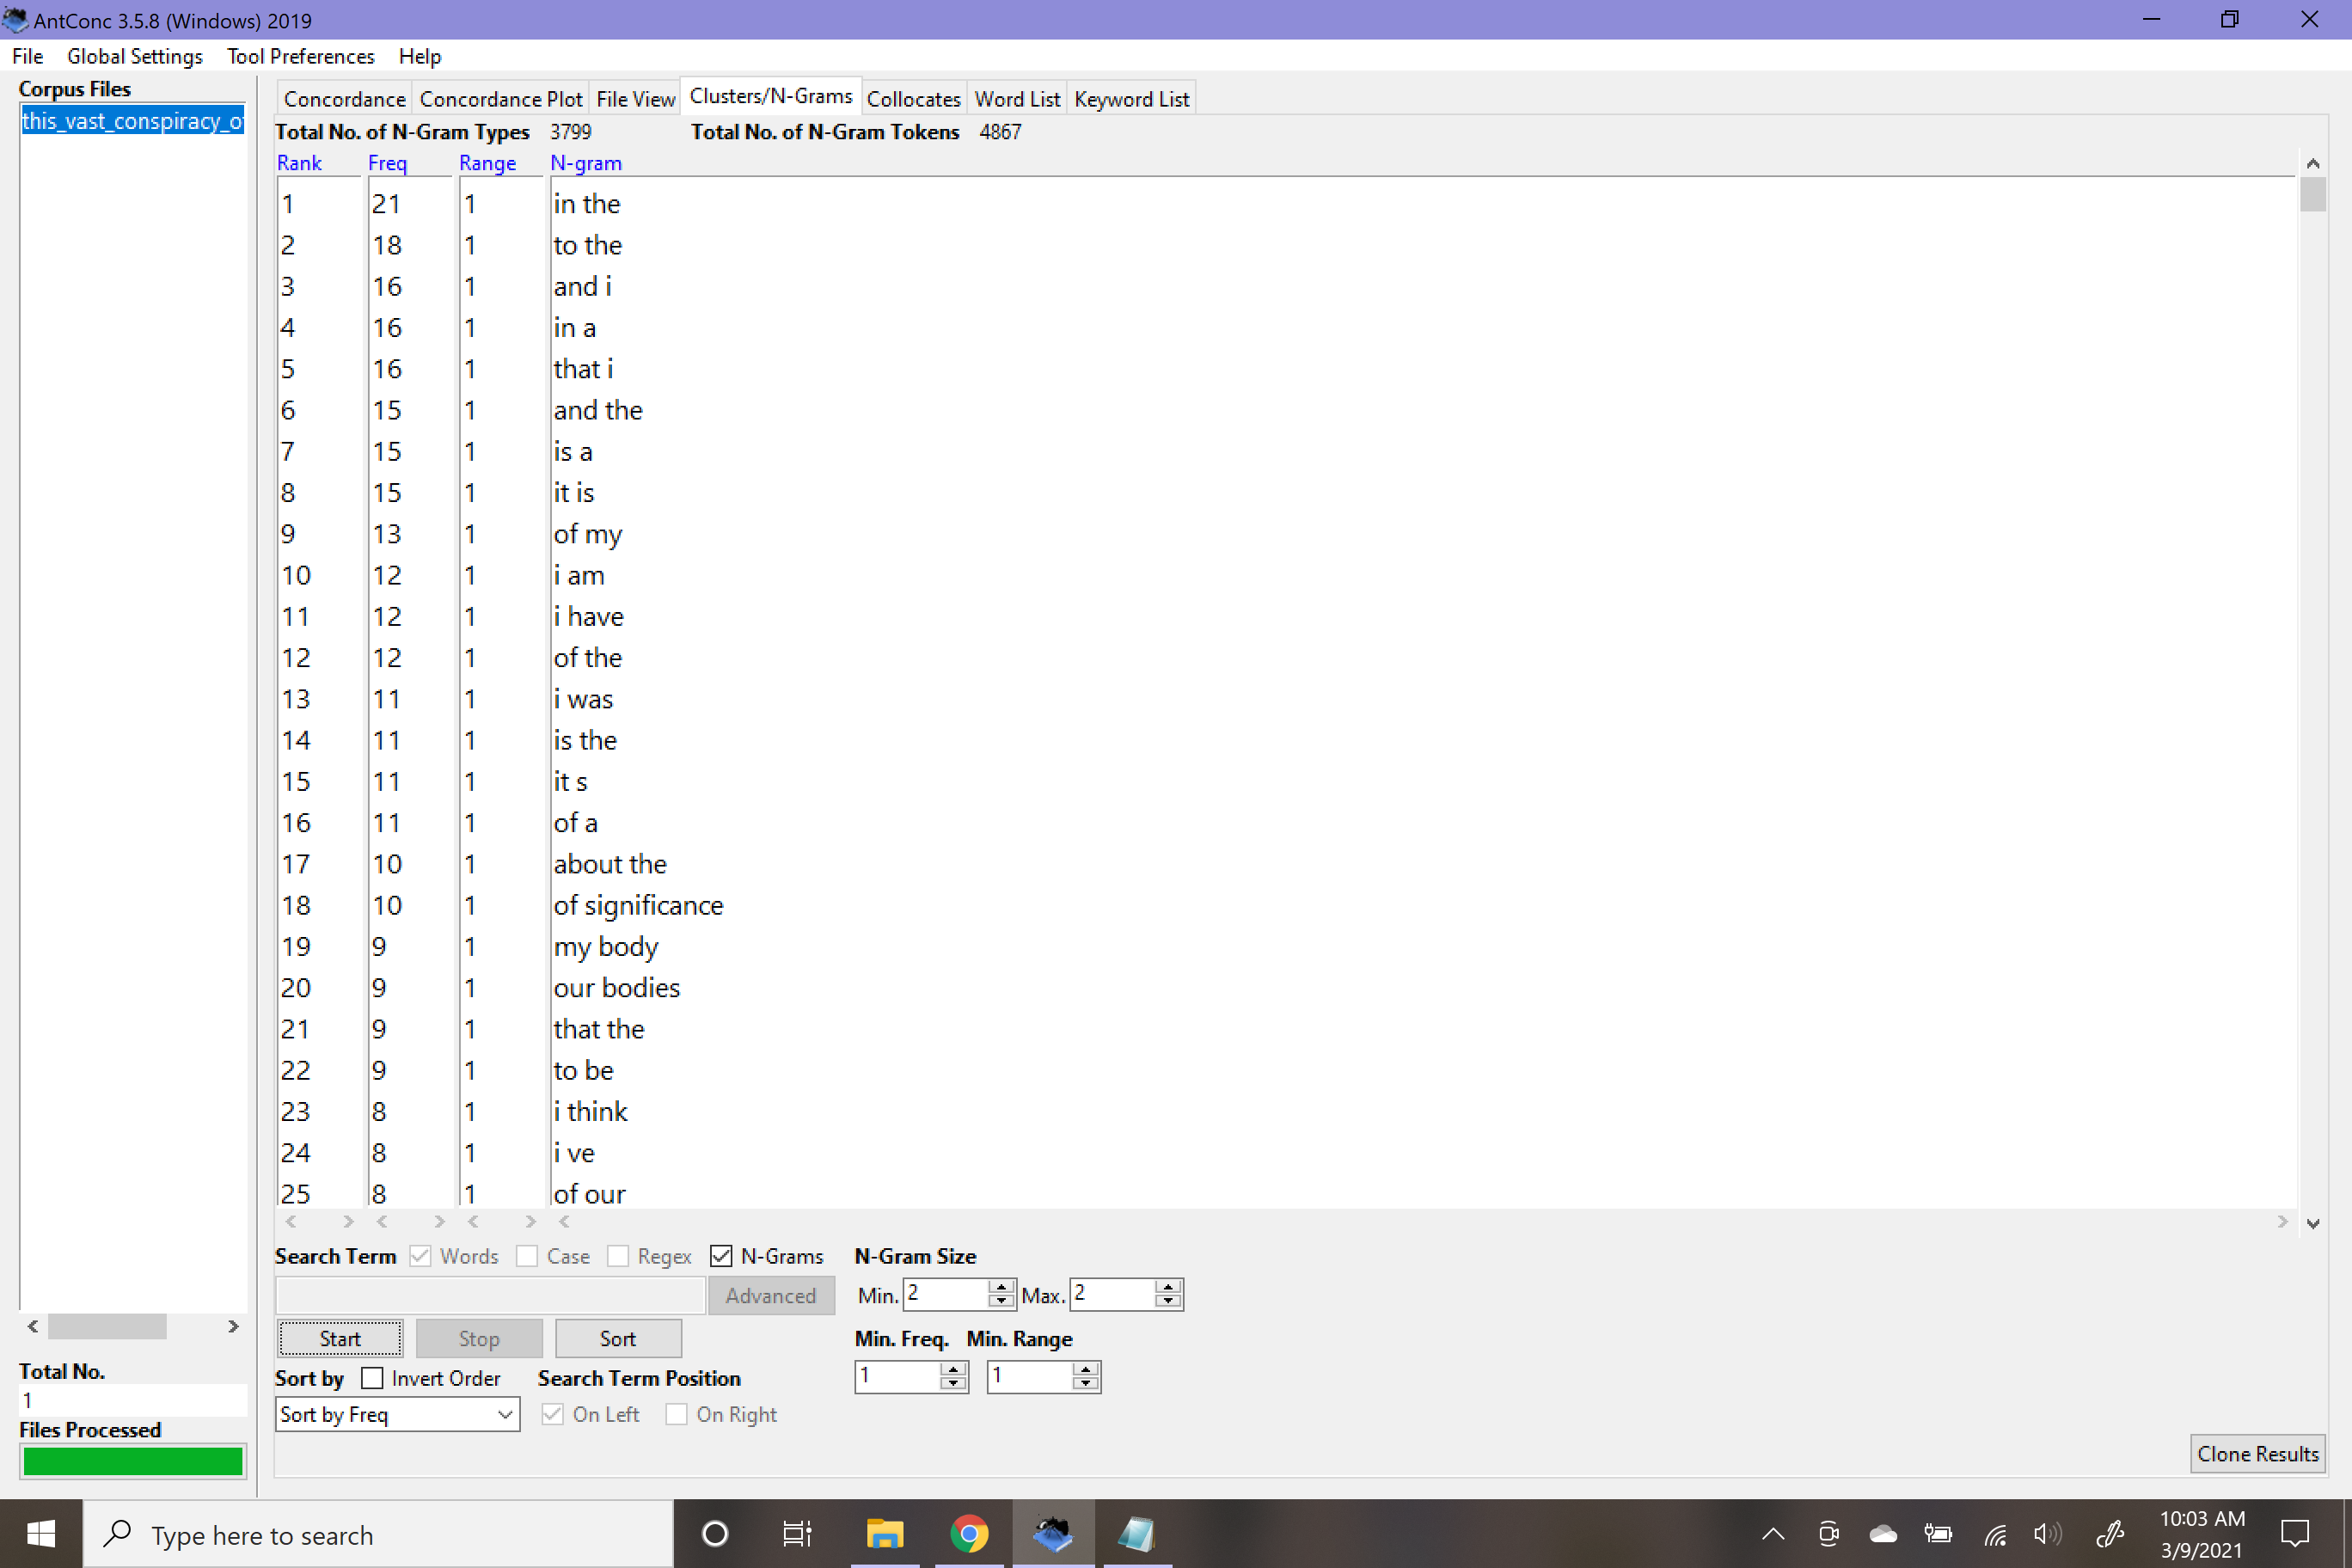 AntConc 3.5.8 (Windows) 2019
File Global Settings Tool Preferences Help
Corpus Files
this_vast_conspiracy_o
Concordance Concordance Plot File View Clusters/N-Grams Collocates Word List Keyword List
Total No. of N-Gram Types 3799 Total No. of N-Gram Tokens 4867
Rank Freq Range N-gram
1 21 1 in the
2 18 1 to the
3 16 1 and i
4 16 1 in a
5 16 1 that i
6 15 1 and the
7 15 1 is a
8 15 1 it is
9 13 1 of my
10 12 1 i am
11 12 1 i have
12 12 1 of the
13 11 1 i was
14 11 1 is the
15 11 1 it s
16 11 1 of a
17 10 1 about the
18 10 1 of significance
19 9 1 my body
20 9 1 our bodies
21 9 1 that the
22 9 1 to be
23 8 1 i think
24 8 1 i ve
25 8 1 of our
Search Term Words Case Regex N-Grams N-Gram Size
Advanced Min. 2 Max. 2
Start Stop Sort Min. Freq. Min. Range
Total No.
1
Sort by Invert Order Search Term Position 1 1
Sort by Freq On Left On Right
Files Processed
Clone Results
Type here to search
10:03 AM
3/9/2021